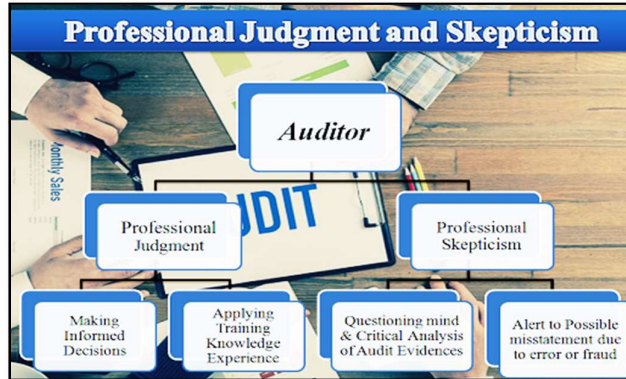 Professional Judgment and Skepticism
Auditor
Monthly Sales
UDIT
Professional
Judgment
Professional
Skepticism
Making
Informed
Decisions
Applying
Training
Knowledge
Experience
Questioning mind
& Critical Analysis
of Audit Evidences
Alert to Possible
misstatement due
to error or fraud